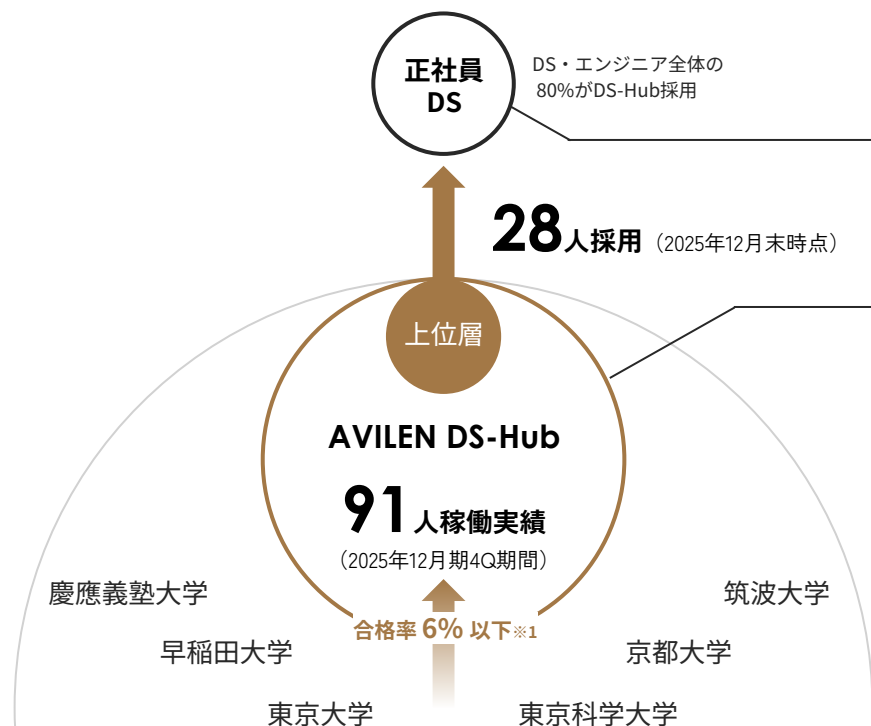 正社員
DS
DS・エンジニア全体の
80%がDS-Hub採用
28人採用（2025年12月末時点）
上位層
AVILEN DS-Hub
91人稼働実績
（2025年12月期4Q期間）
慶應義塾大学
筑波大学
合格率 6% 以下※1
早稲田大学
京都大学
東京大学
東京科学大学